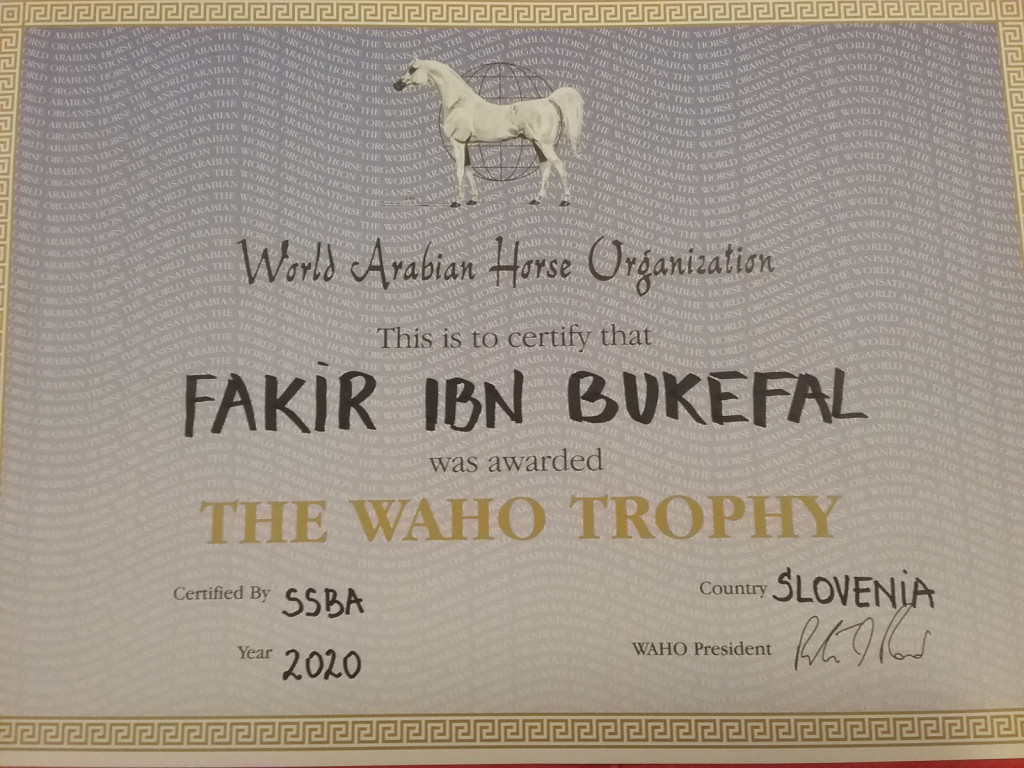 World Arabian Horse Organization
This is to certify that
FAKIR IBN BUKEFAL
was awarded
THE WAHO TROPHY
Certified By SSBA
Country SLOVENIA
Year 2020
WAHO President